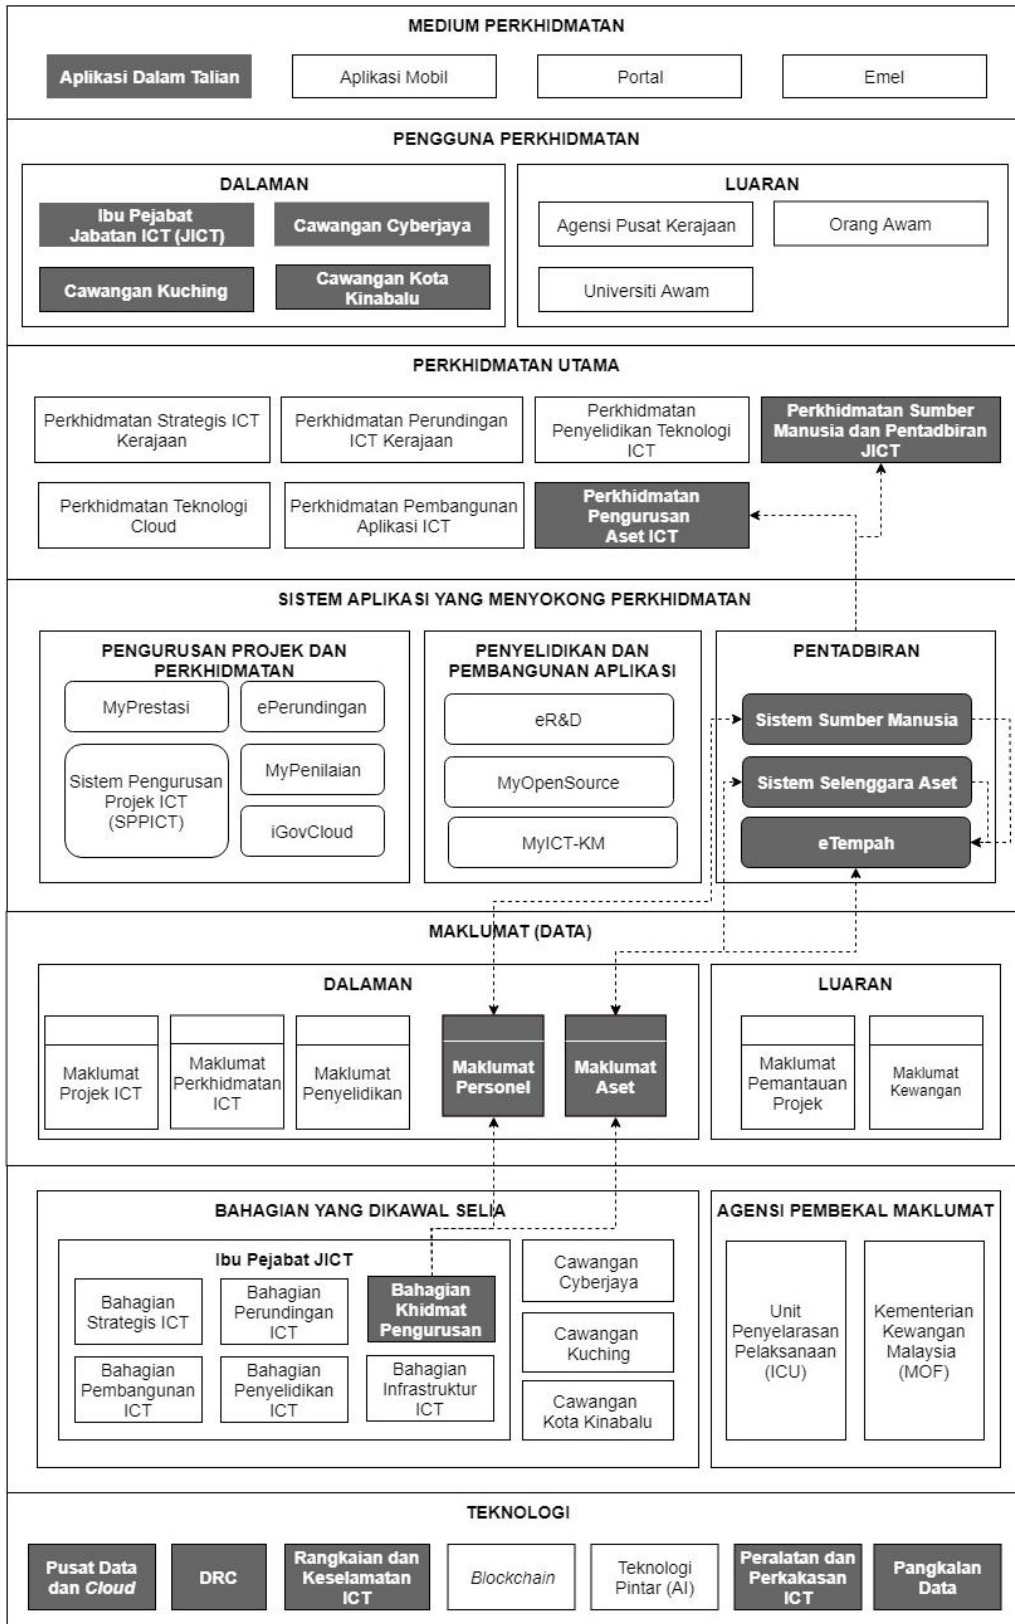 MEDIUM PERKHIDMATAN
Aplikasi Dalam Talian
Aplikasi Mobil
Portal
Emel
PENGGUNA PERKHIDMATAN
DALAMAN
Ibu Pejabat
Jabatan ICT (JICT)
Cawangan Cyberjaya
Cawangan Kuching
Cawangan Kota
Kinabalu
LUARAN
Agensi Pusat Kerajaan
Orang Awam
Universiti Awam
PERKHIDMATAN UTAMA
Perkhidmatan Strategis ICT
Kerajaan
Perkhidmatan Perundingan
ICT Kerajaan
Perkhidmatan
Penyelidikan Teknologi
ICT
Perkhidmatan Sumber
Manusia dan Pentadbiran
JICT
Perkhidmatan Teknologi
Cloud
Perkhidmatan Pembangunan
Aplikasi ICT
Perkhidmatan
Pengurusan
Aset ICT
SISTEM APLIKASI YANG MENYOKONG PERKHIDMATAN
PENGURUSAN PROJEK DAN
PERKHIDMATAN
MyPrestasi
ePerundingan
Sistem Pengurusan
Projek ICT
(SPPICT)
MyPenilaian
iGovCloud
PENYELIDIKAN DAN
PEMBANGUNAN APLIKASI
eR&D
MyOpenSource
MyICT-KM
PENTADBIRAN
Sistem Sumber Manusia
Sistem Selenggara Aset
eTempah
MAKLUMAT (DATA)
DALAMAN
Maklumat
Projek ICT
Maklumat
Perkhidmatan
ICT
Maklumat
Penyelidikan
Maklumat
Personel
Maklumat
Aset
LUARAN
Maklumat
Pemantauan
Projek
Maklumat
Kewangan
BAHAGIAN YANG DIKAWAL SELIA
Ibu Pejabat JICT
Bahagian
Strategis ICT
Bahagian
Perundingan
ICT
Bahagian
Khidmat
Pengurusan
Bahagian
Pembangunan
ICT
Bahagian
Penyelidikan
ICT
Bahagian
Infrastruktur
ICT
Cawangan
Cyberjaya
Cawangan
Kuching
Cawangan
Kota Kinabalu
AGENSI PEMBEKAL MAKLUMAT
Unit
Penyelarasan
Pelaksanaan
(ICU)
Kementerian
Kewangan
Malaysia
(MOF)
TEKNOLOGI
Pusat Data
dan Cloud
DRC
Rangkaian dan
Keselamatan
ICT
Blockchain
Teknologi
Pintar (AI)
Peralatan dan
Perkakasan
ICT
Pangkalan
Data